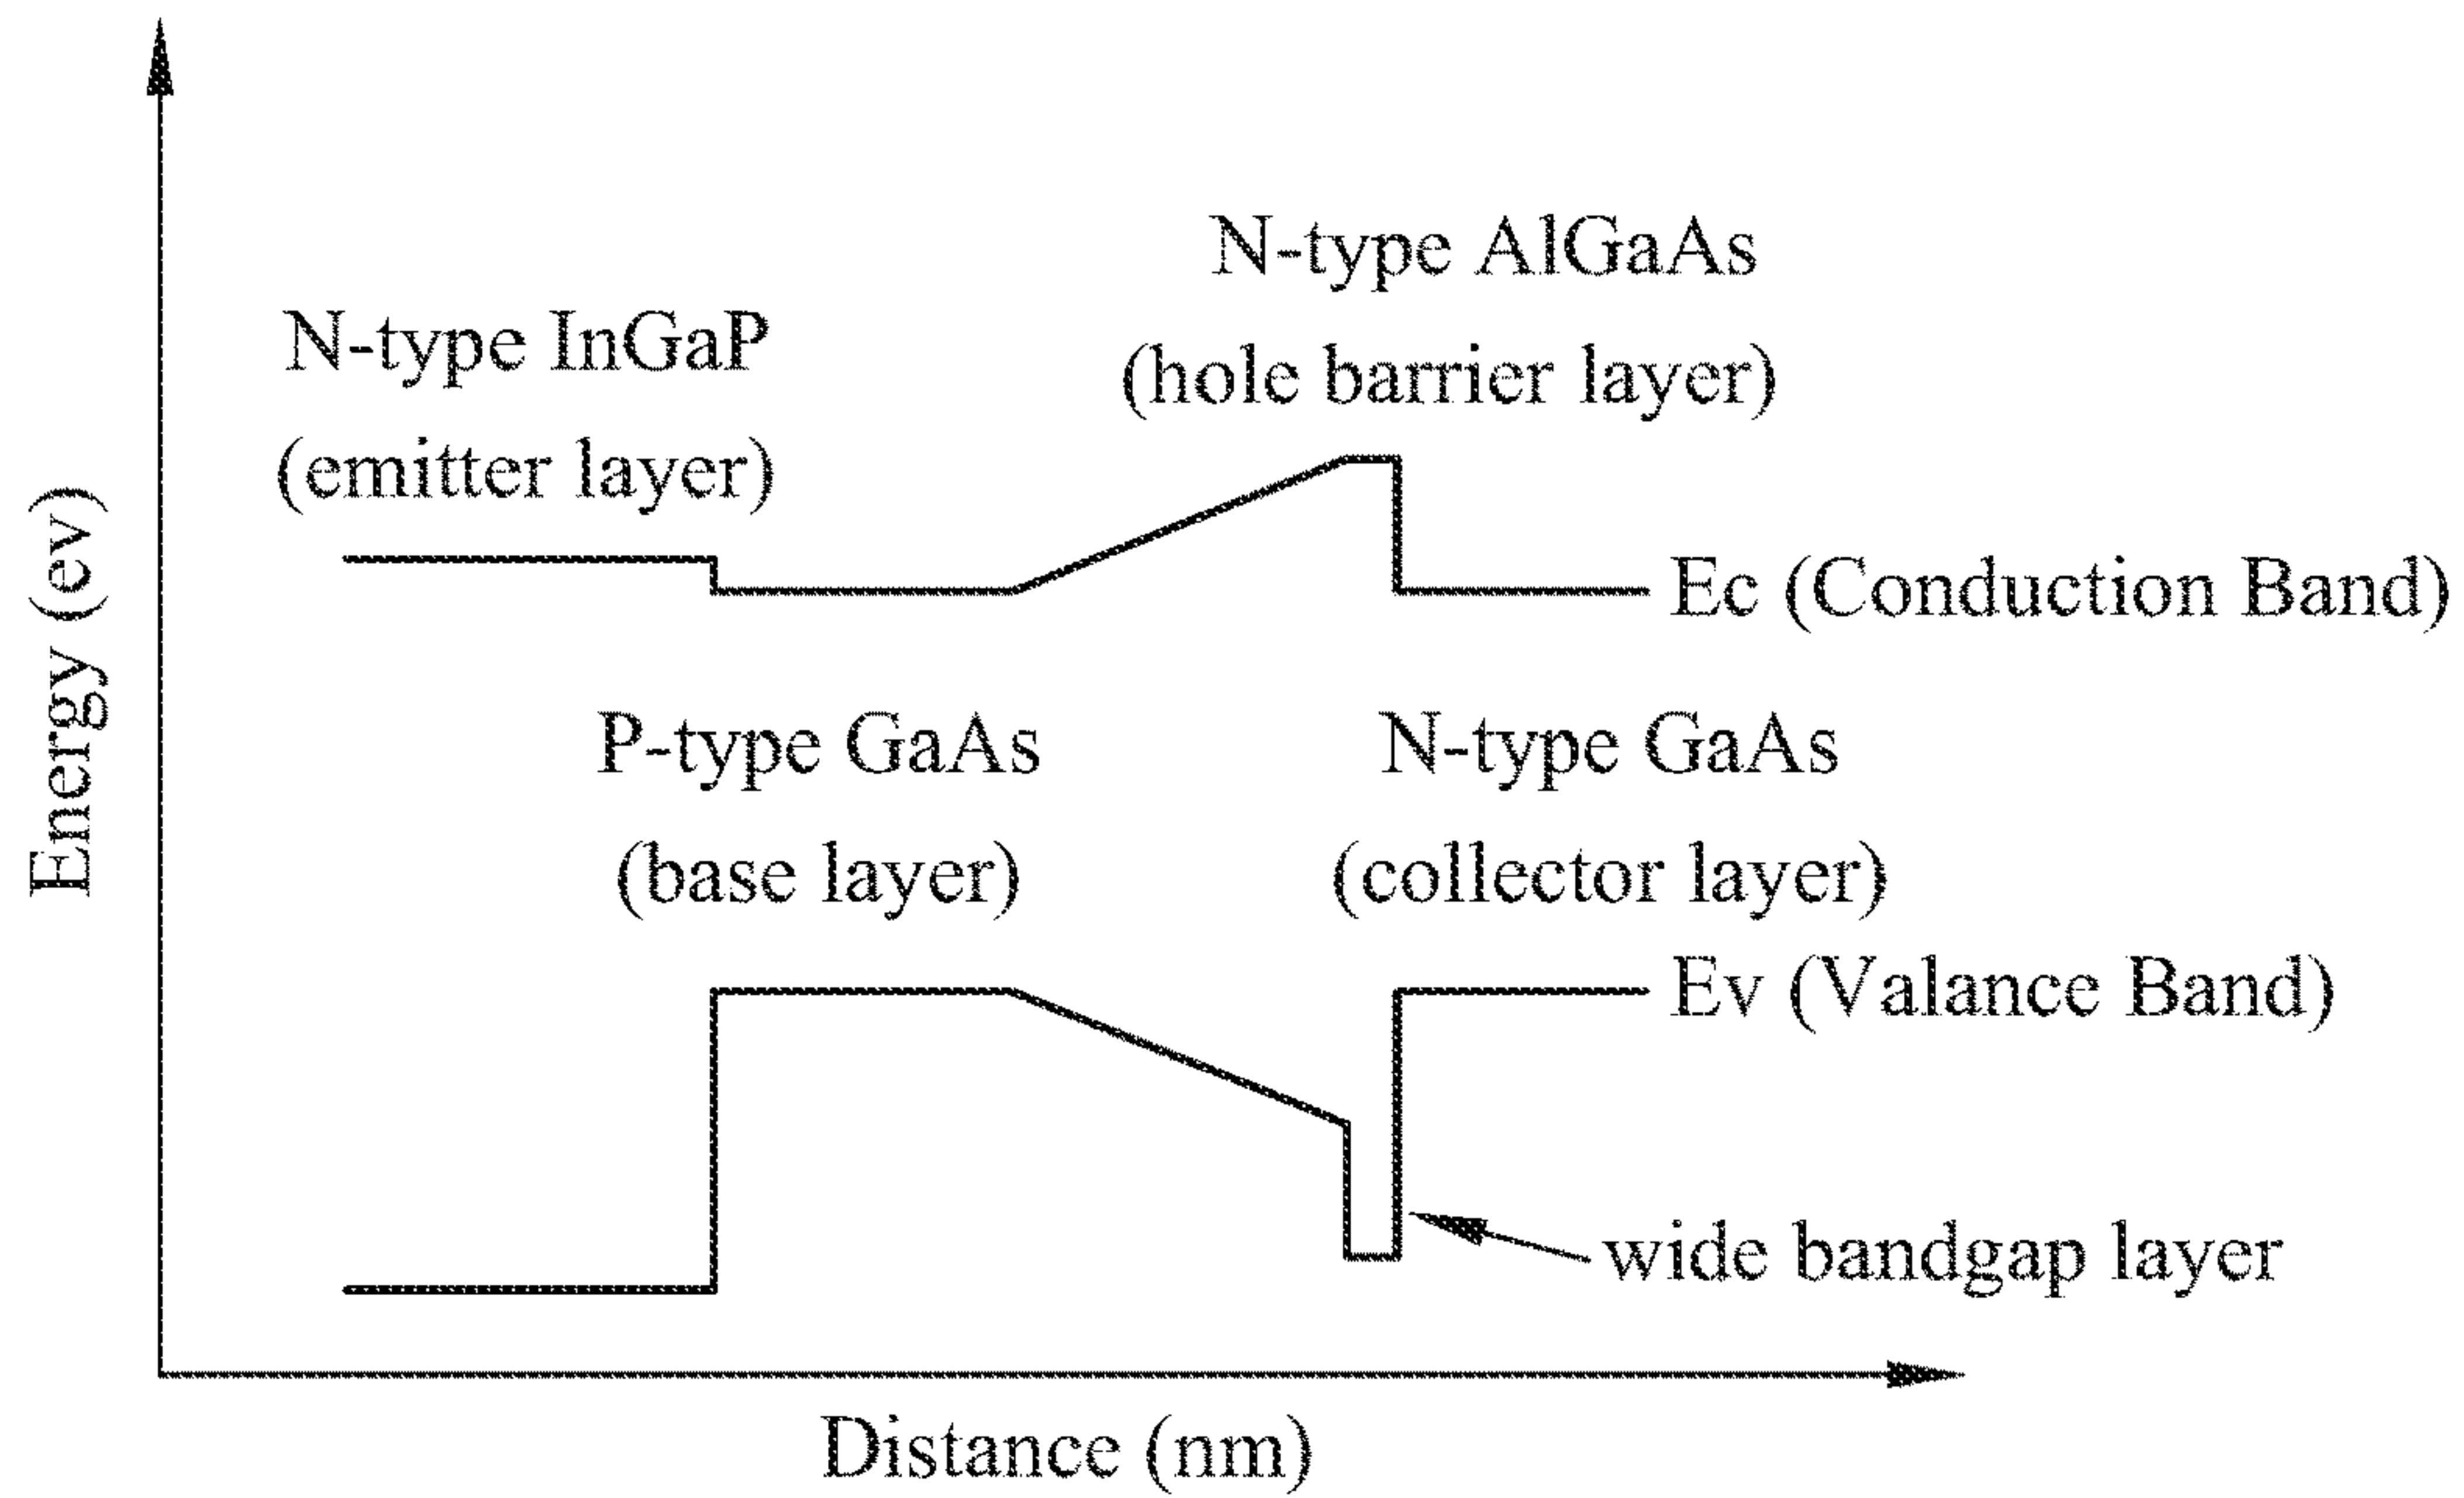 N-type AlGaAs
(hole barrier layer)
N-type InGaP
(emitter layer)
Energy (ev)
Ec (Conduction Band)
P-type GaAs
(base layer)
N-type GaAs
(collector layer)
Ev (Valance Band)
wide bandgap layer
Distance (nm)